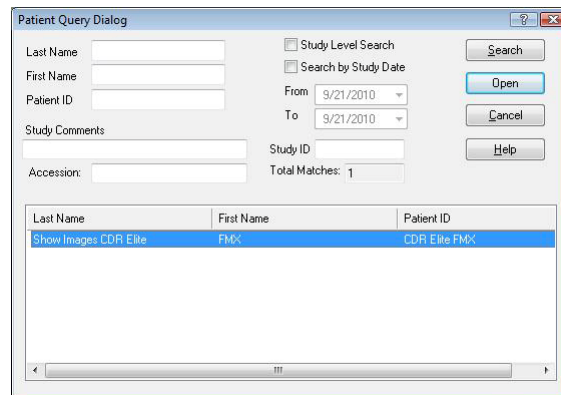 Patient Query Dialog
Last Name
First Name
Patient ID
Study Comments
Accession:
Study Level Search
Search by Study Date
From 9/21/2010
To 9/21/2010
Study ID
Total Matches: 1
Search
Open
Cancel
Help
Last Name First Name Patient ID
Show Images CDR Elite FMX CDR Elite FMX